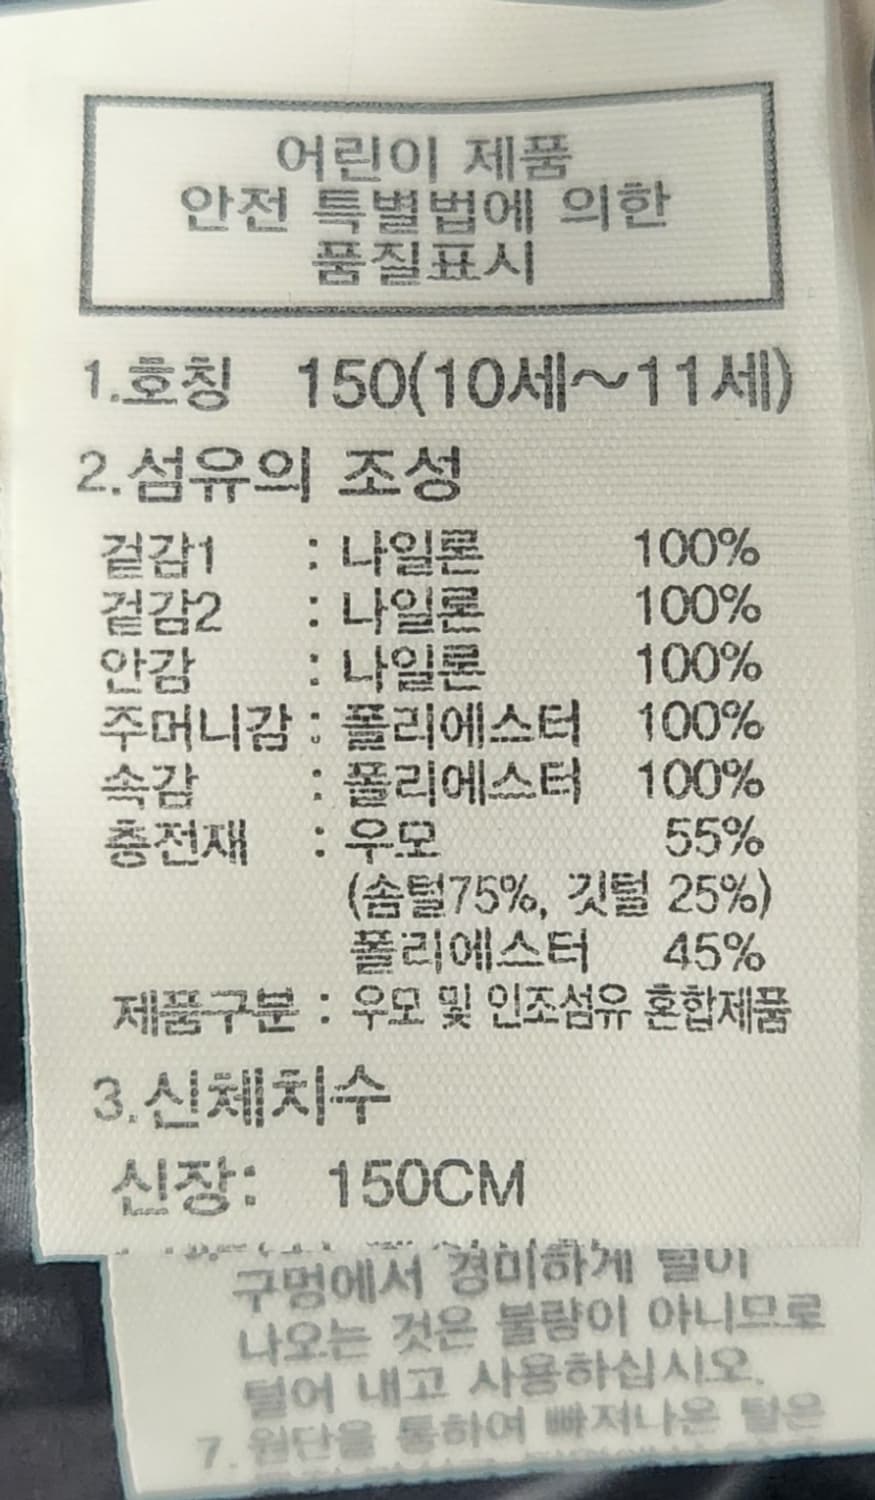 어린이 제품
안전 특별법에 의한
품질표시
1.호칭 150(10세~11세)
2.섬유의 조성
겉감1 : 나일론 100%
겉감2 : 나일론 100%
안감 : 나일론 100%
주머니감 : 폴리에스터 100%
속감 : 폴리에스터 100%
충전재 : 우모 55%
(솜털75%, 깃털 25%)
폴리에스터 45%
제품구분 : 우모 및 인조섬유 혼합제품
3.신체치수
신장: 150CM
구멍에서 경미하게 털이
나오는 것은 불량이 아니므로
털어 내고 사용하십시오.
7. 원단을 통하여 빠져나온 털은